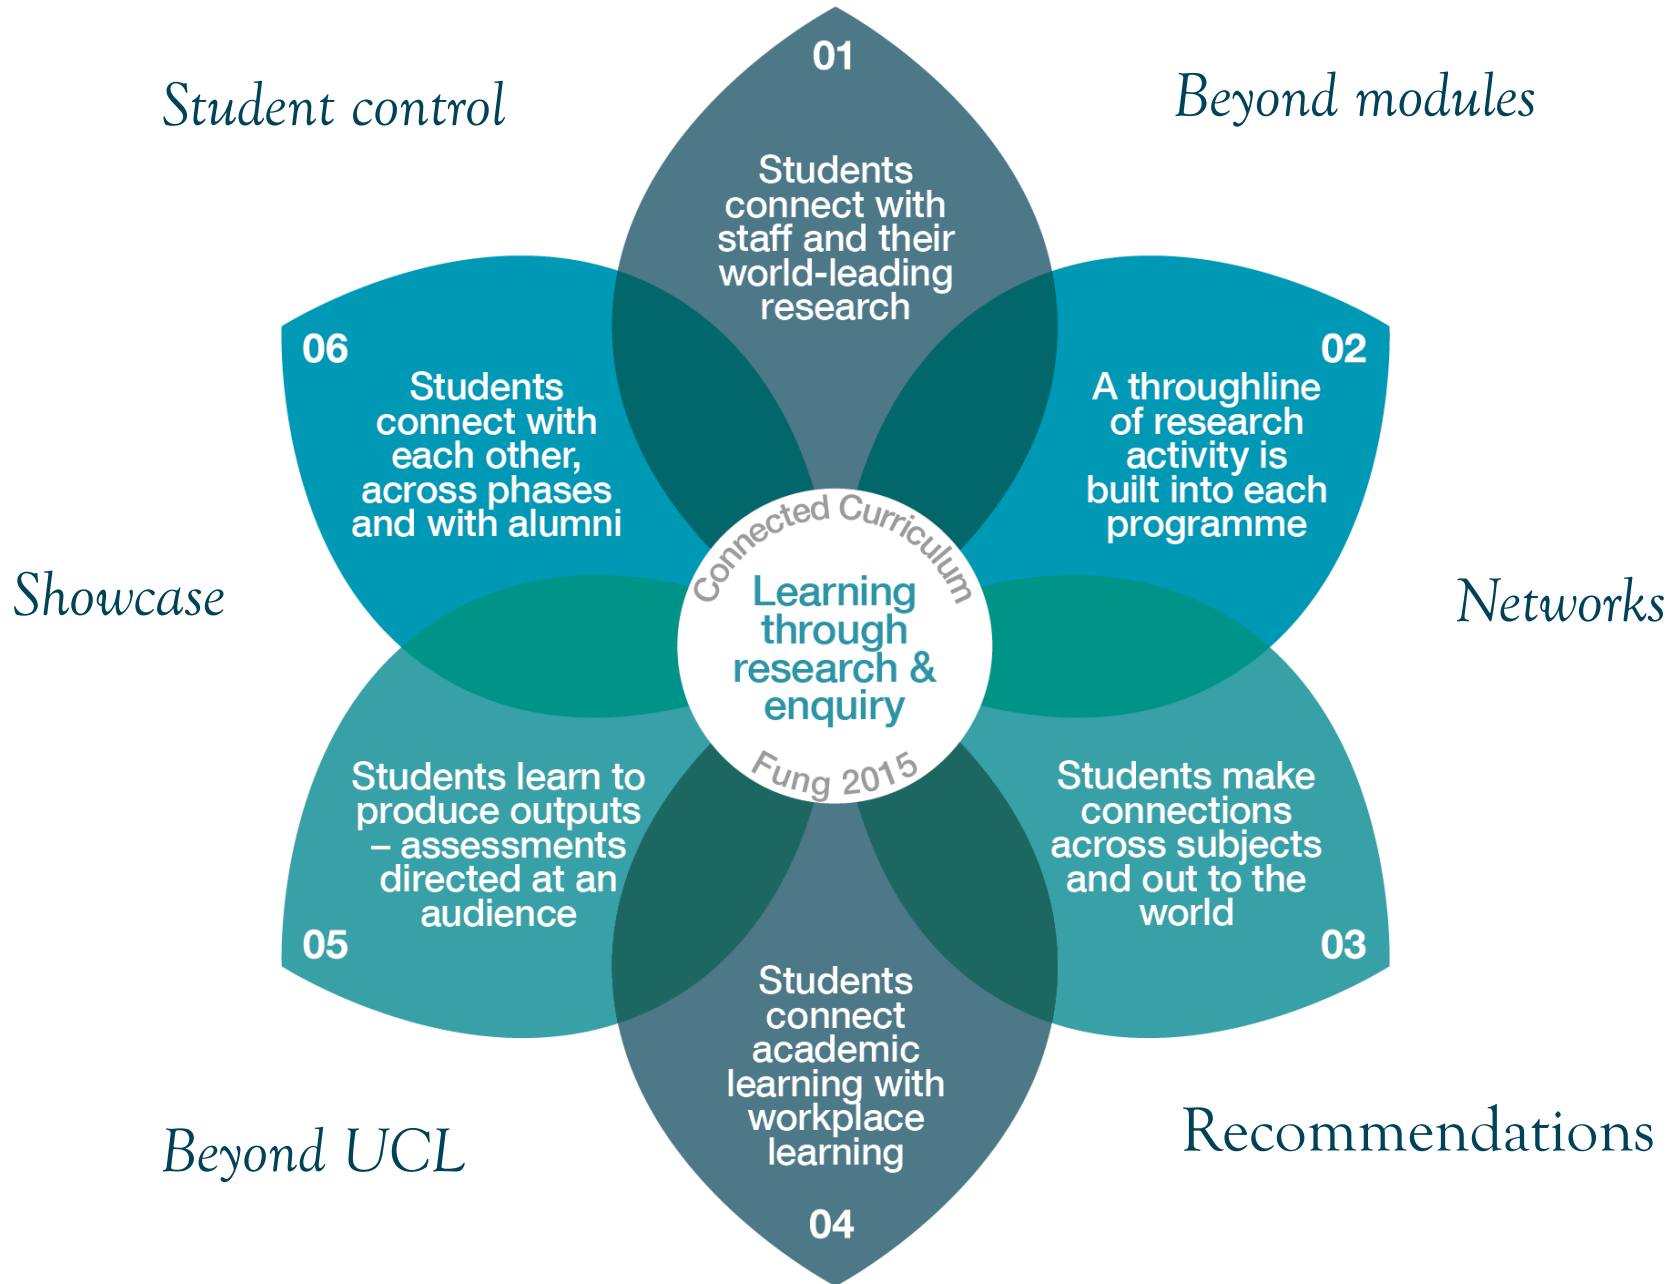 Student control
Beyond modules
01
Students
connect with
staff and their
world-leading
research
06
Students
connect with
each other,
across phases
and with alumni
02
A throughline
of research
activity is
built into each
programme
Showcase
Connected Curriculum
Learning
through
research &
enquiry
Fung 2015
Networks
Students learn to
produce outputs
– assessments
directed at an
audience
05
Students make
connections
across subjects
and out to the
world
03
Students
connect
academic
learning with
workplace
learning
04
Beyond UCL
Recommendations